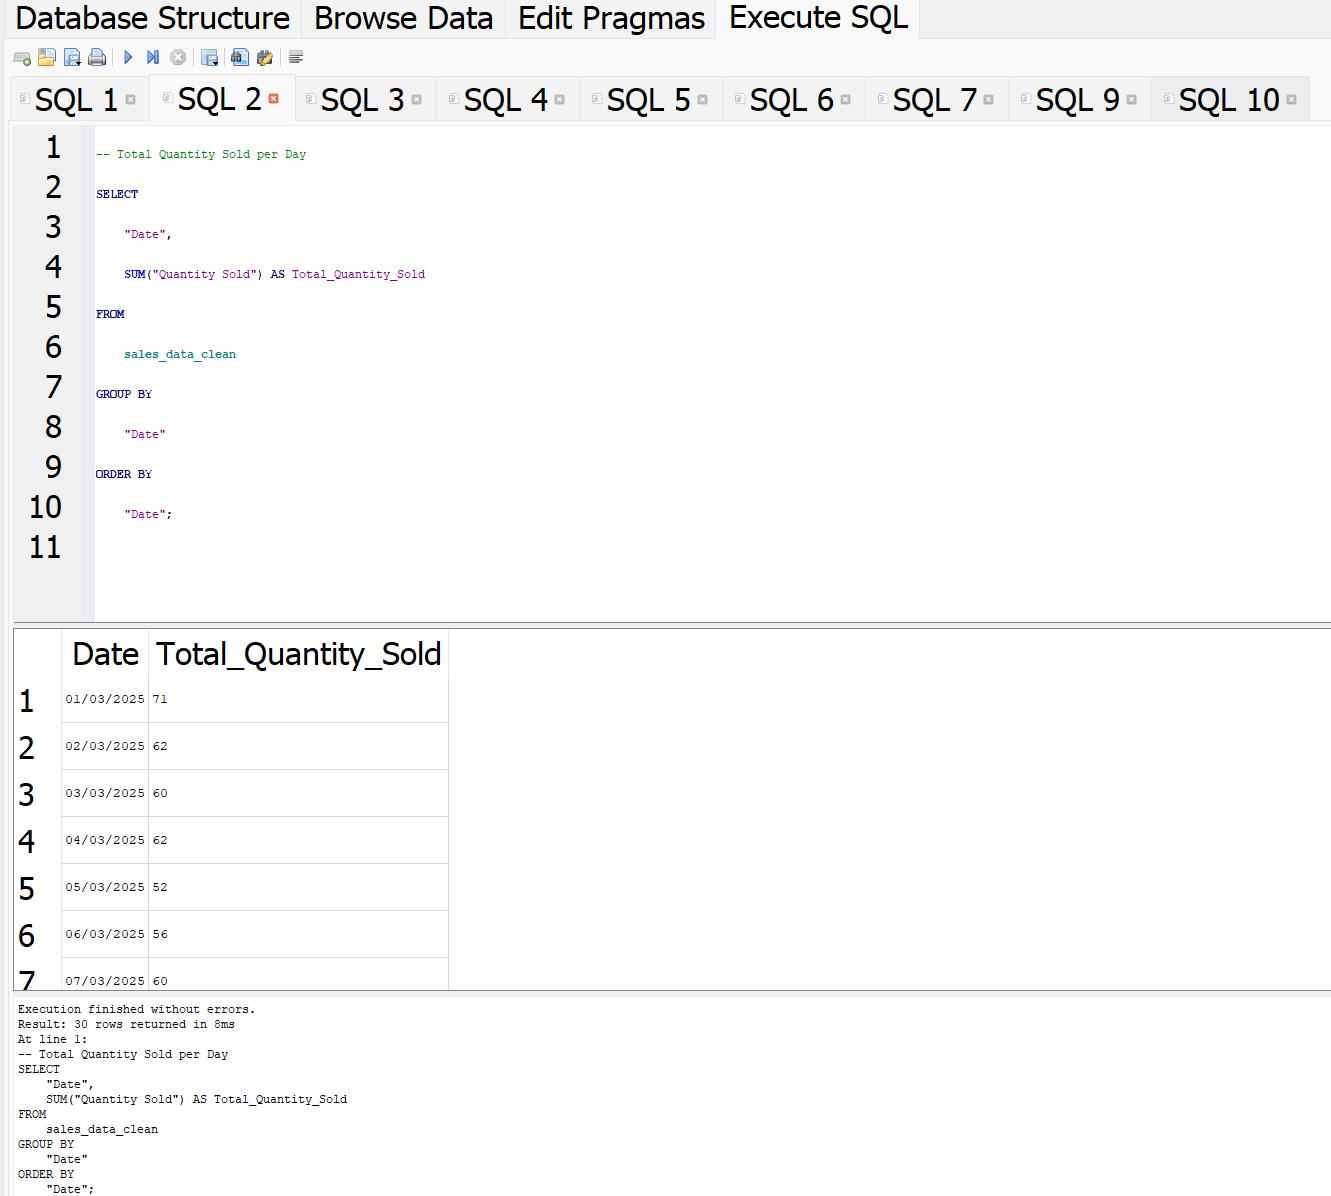 Database Structure Browse Data Edit Pragmas Execute SQL
SQL 1 SQL 2 SQL 3 SQL 4 SQL 5 SQL 6 SQL 7 SQL 9 SQL 10
1 -- Total Quantity Sold per Day
2 SELECT
3 "Date",
4 SUM("Quantity Sold") AS Total_Quantity_Sold
5 FROM
6 sales_data_clean
7 GROUP BY
8 "Date"
9 ORDER BY
10 "Date";
11
Date Total_Quantity_Sold
1 01/03/2025 71
2 02/03/2025 62
3 03/03/2025 60
4 04/03/2025 62
5 05/03/2025 52
6 06/03/2025 56
7 07/03/2025 60
Execution finished without errors.
Result: 30 rows returned in 8ms
At line 1:
-- Total Quantity Sold per Day
SELECT
"Date",
SUM("Quantity Sold") AS Total_Quantity_Sold
FROM
sales_data_clean
GROUP BY
"Date"
ORDER BY
"Date";